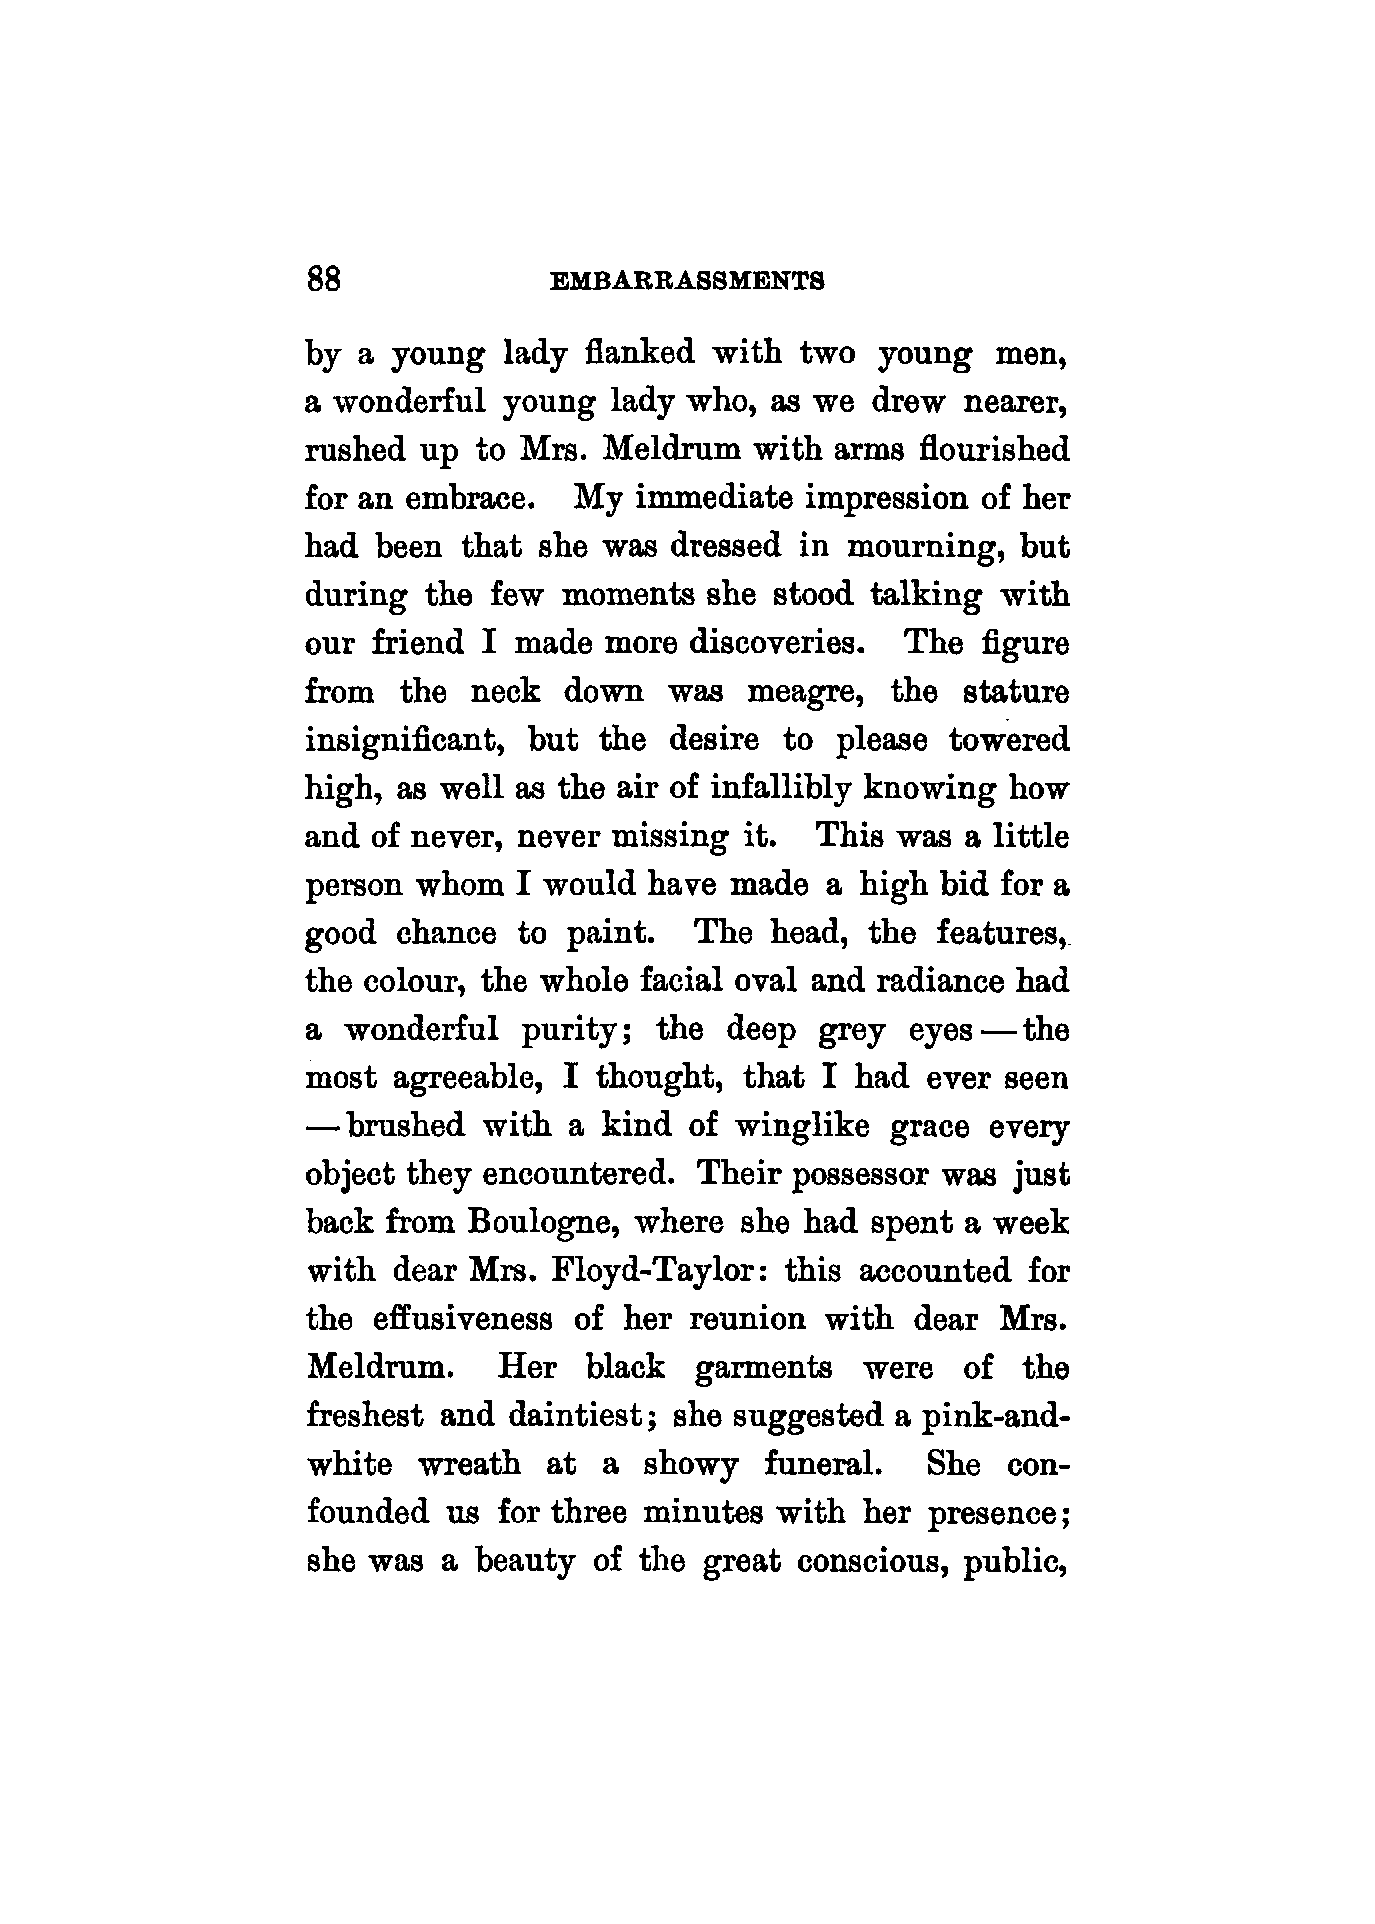 88 EMBARRASSMENTS
by a young lady flanked with two young men,
a wonderful young lady who, as we drew nearer,
rushed up to Mrs. Meldrum with arms flourished
for an embrace. My immediate impression of her
had been that she was dressed in mourning, but
during the few moments she stood talking with
our friend I made more discoveries. The figure
from the neck down was meagre, the stature
insignificant, but the desire to please towered
high, as well as the air of infallibly knowing how
and of never, never missing it. This was a little
person whom I would have made a high bid for a
good chance to paint. The head, the features,
the colour, the whole facial oval and radiance had
a wonderful purity; the deep grey eyes—the
most agreeable, I thought, that I had ever seen
—brushed with a kind of winglike grace every
object they encountered. Their possessor was just
back from Boulogne, where she had spent a week
with dear Mrs. Floyd-Taylor: this accounted for
the effusiveness of her reunion with dear Mrs.
Meldrum. Her black garments were of the
freshest and daintiest; she suggested a pink-and-
white wreath at a showy funeral. She con-
founded us for three minutes with her presence;
she was a beauty of the great conscious, public,